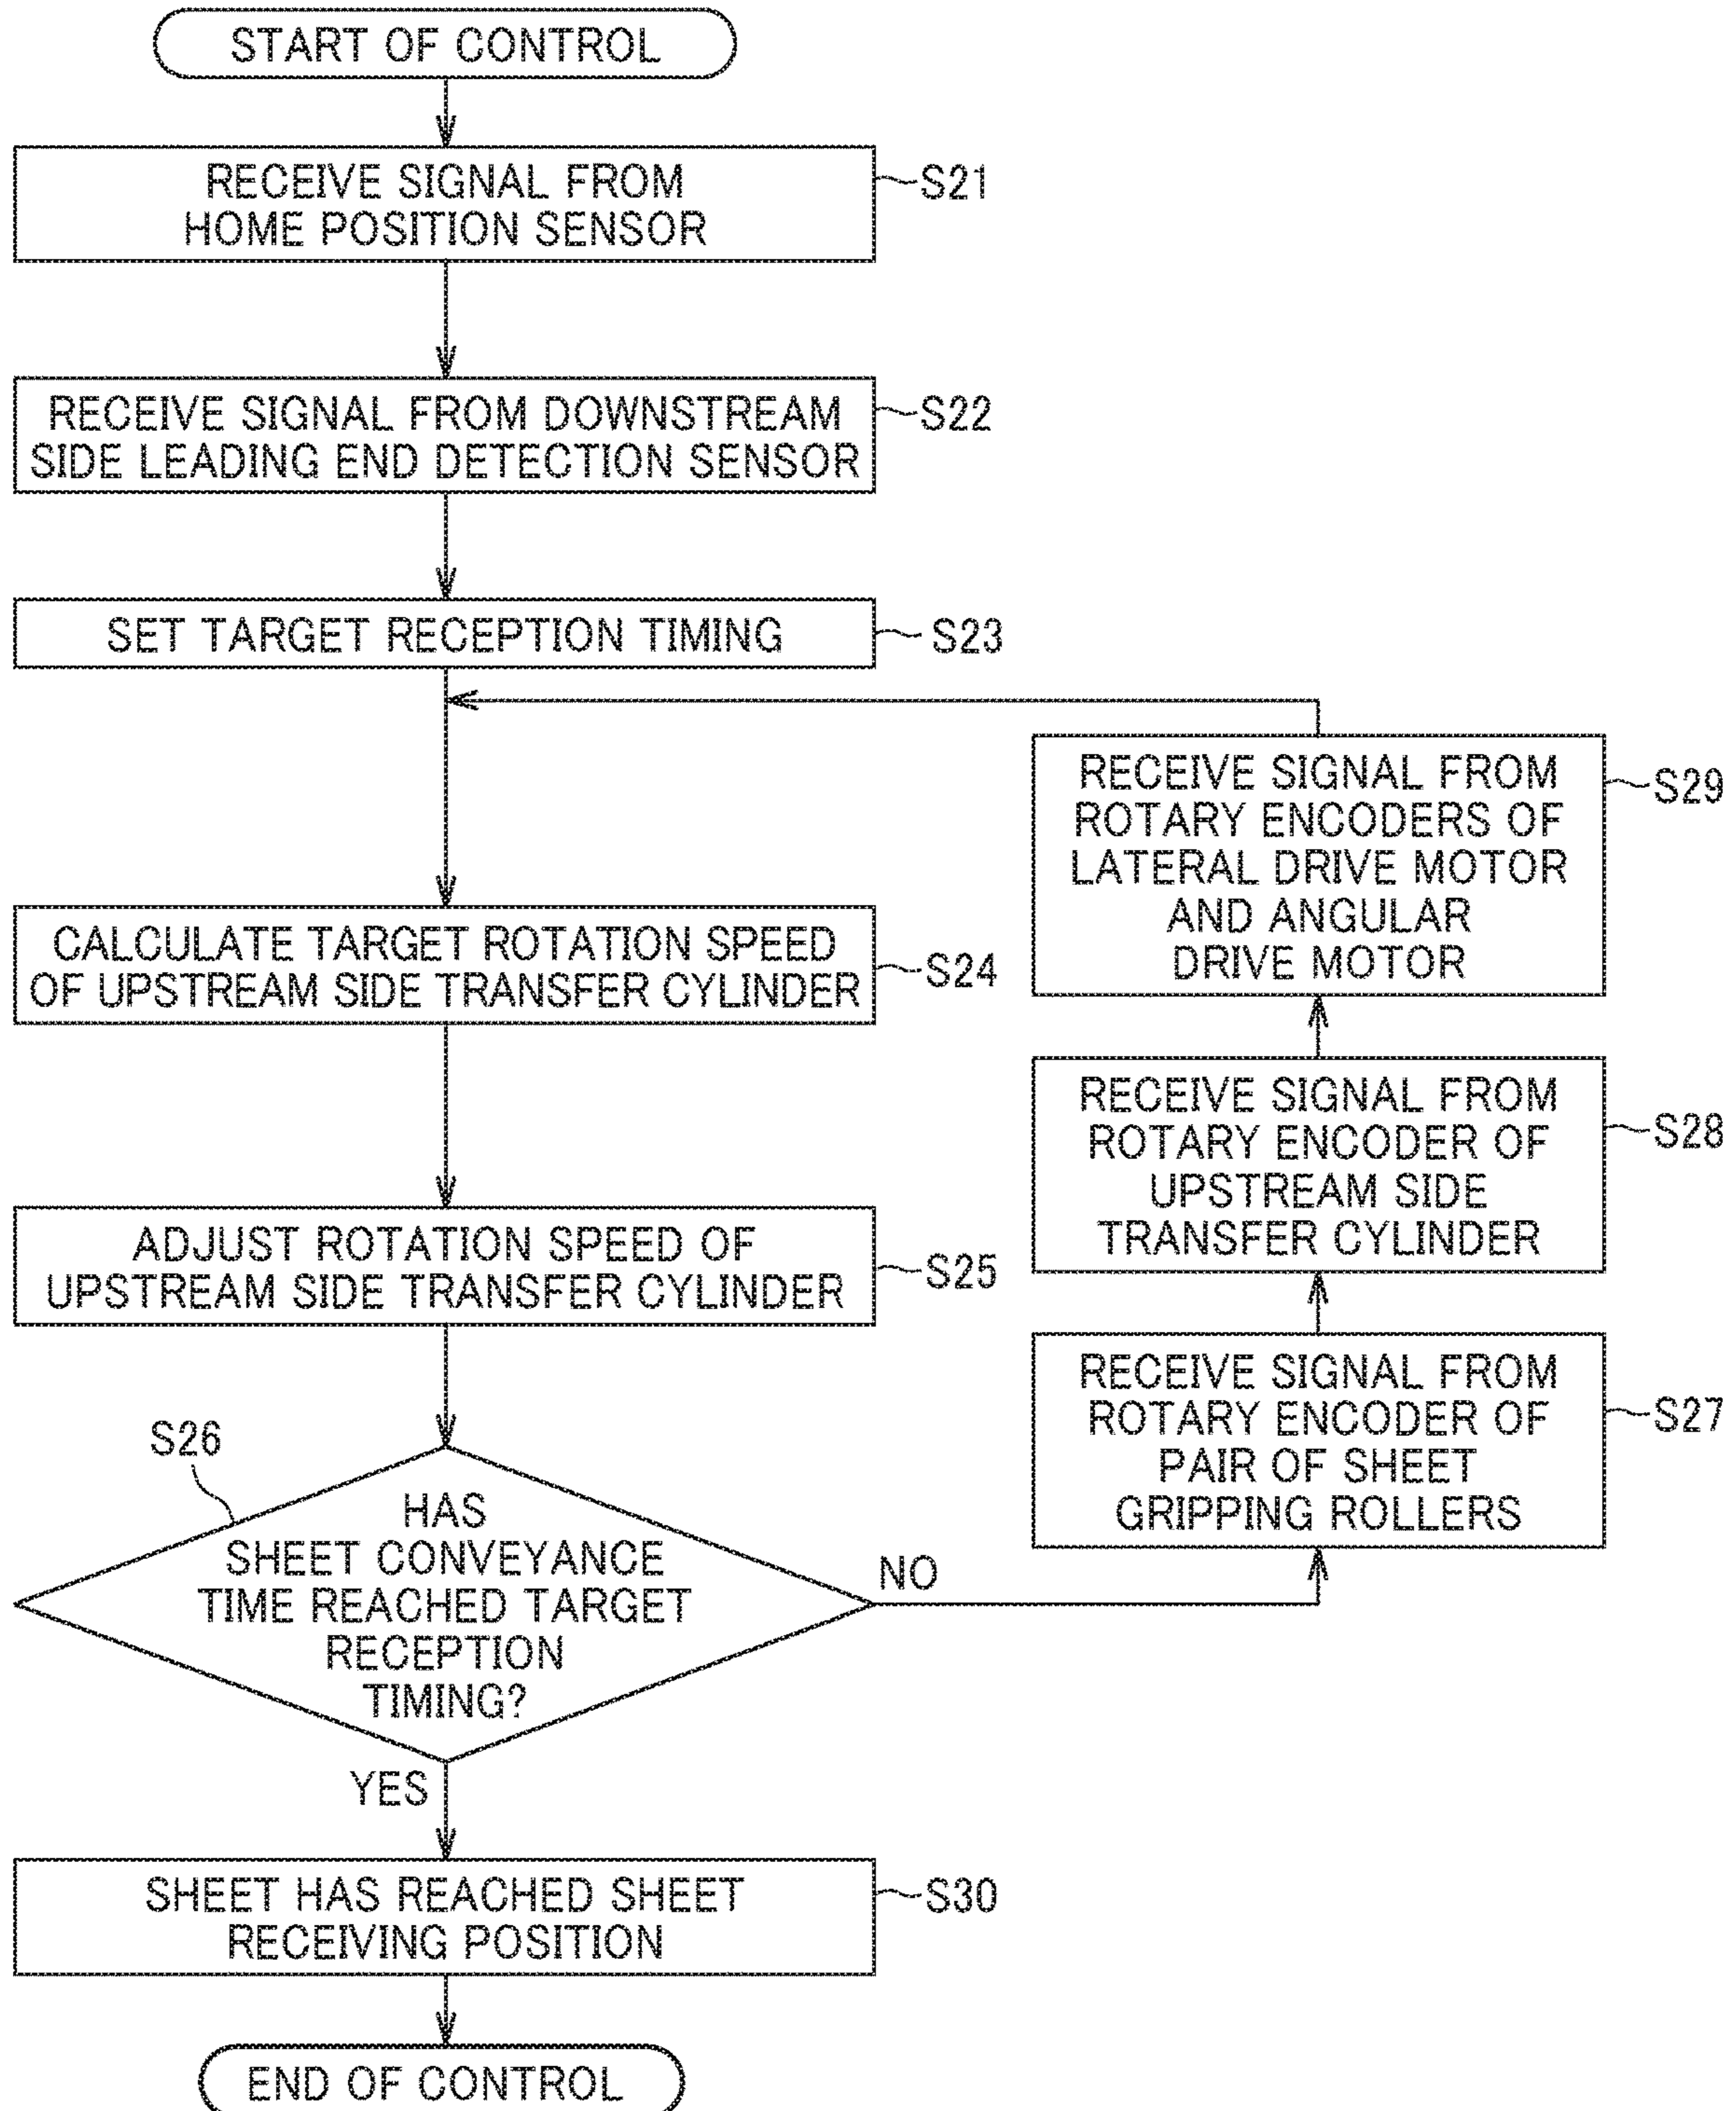 START OF CONTROL
RECEIVE SIGNAL FROM
HOME POSITION SENSOR
S21
RECEIVE SIGNAL FROM DOWNSTREAM
SIDE LEADING END DETECTION SENSOR
S22
SET TARGET RECEPTION TIMING
S23
CALCULATE TARGET ROTATION SPEED
OF UPSTREAM SIDE TRANSFER CYLINDER
S24
ADJUST ROTATION SPEED OF
UPSTREAM SIDE TRANSFER CYLINDER
S25
S26
HAS
SHEET CONVEYANCE
TIME REACHED TARGET
RECEPTION
TIMING?
NO
RECEIVE SIGNAL FROM
ROTARY ENCODER OF
PAIR OF SHEET
GRIPPING ROLLERS
S27
RECEIVE SIGNAL FROM
ROTARY ENCODER OF
UPSTREAM SIDE
TRANSFER CYLINDER
S28
RECEIVE SIGNAL FROM
ROTARY ENCODERS OF
LATERAL DRIVE MOTOR
AND ANGULAR
DRIVE MOTOR
S29
YES
SHEET HAS REACHED SHEET
RECEIVING POSITION
S30
END OF CONTROL